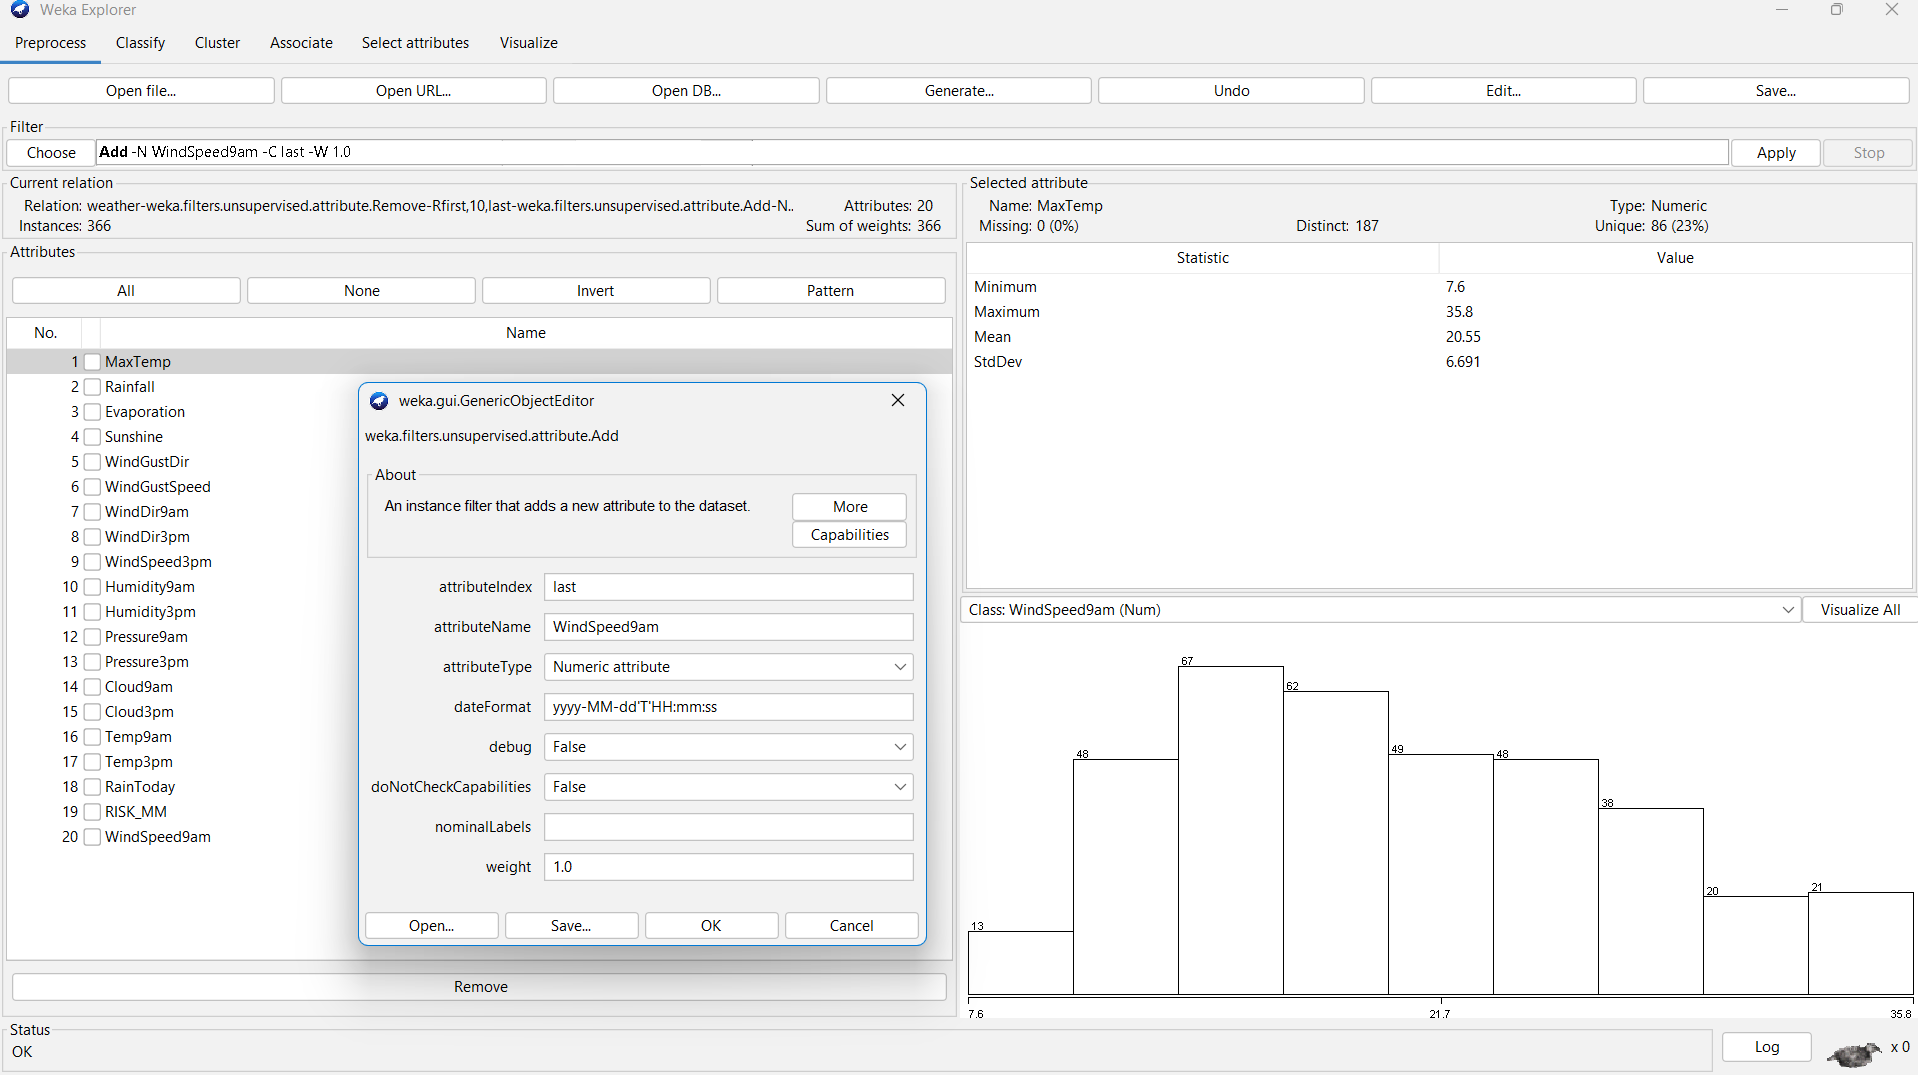 Weka Explorer
Preprocess Classify Cluster Associate Select attributes Visualize
Open file... Open URL... Open DB... Generate... Undo Edit... Save...
Filter
Choose Add -N WindSpeed9am -C last -W 1.0 Apply Stop
Current relation
Relation: weather-weka.filters.unsupervised.attribute.Remove-Rfirst,10,last-weka.filters.unsupervised.attribute.Add-N.. Attributes: 20
Instances: 366 Sum of weights: 366
Selected attribute
Name: MaxTemp Type: Numeric
Missing: 0 (0%) Distinct: 187 Unique: 86 (23%)
Statistic Value
Minimum 7.6
Maximum 35.8
Mean 20.55
StdDev 6.691
Attributes
All None Invert Pattern
No. Name
1 MaxTemp
2 Rainfall
3 Evaporation
4 Sunshine
5 WindGustDir
6 WindGustSpeed
7 WindDir9am
8 WindDir3pm
9 WindSpeed3pm
10 Humidity9am
11 Humidity3pm
12 Pressure9am
13 Pressure3pm
14 Cloud9am
15 Cloud3pm
16 Temp9am
17 Temp3pm
18 RainToday
19 RISK_MM
20 WindSpeed9am
Remove
weka.gui.GenericObjectEditor
weka.filters.unsupervised.attribute.Add
About
An instance filter that adds a new attribute to the dataset.
More
Capabilities
attributeIndex last
attributeName WindSpeed9am
attributeType Numeric attribute
dateFormat yyyy-MM-dd'T'HH:mm:ss
debug False
doNotCheckCapabilities False
nominalLabels
weight 1.0
Open... Save... OK Cancel
Class: WindSpeed9am (Num) Visualize All
13 48 67 62 49 48 38 20 21
7.6 21.7 35.8
Status
OK
Log x 0